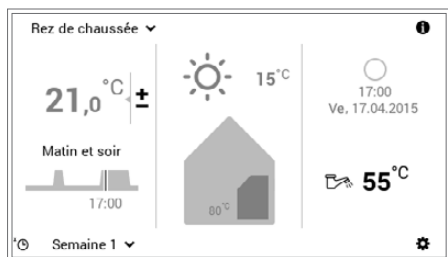 Rez de chaussée
21,0 °C ±
15 °C
17:00
Ve, 17.04.2015
Matin et soir
17:00
80 °C
55 °C
Semaine 1